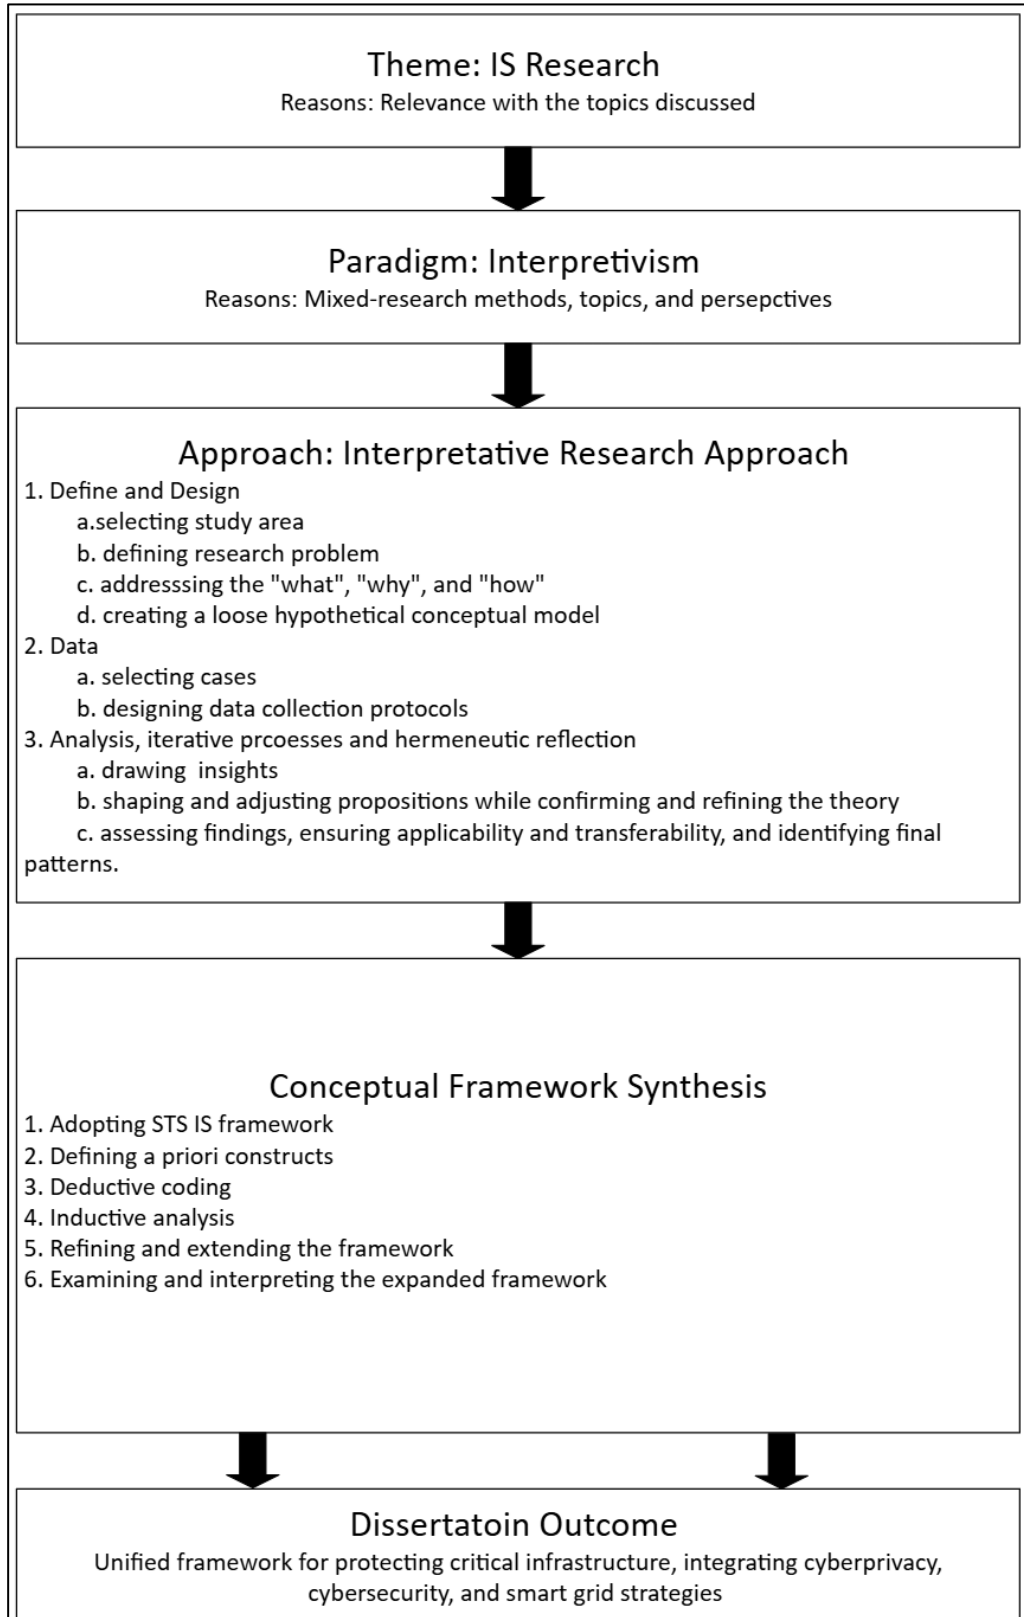 Theme: IS Research
Reasons: Relevance with the topics discussed
Paradigm: Interpretivism
Reasons: Mixed-research methods, topics, and persepctives
Approach: Interpretative Research Approach
1. Define and Design
a.selecting study area
b. defining research problem
c. addresssing the "what", "why", and "how"
d. creating a loose hypothetical conceptual model
2. Data
a. selecting cases
b. designing data collection protocols
3. Analysis, iterative prcoesses and hermeneutic reflection
a. drawing  insights
b. shaping and adjusting propositions while confirming and refining the theory
c. assessing findings, ensuring applicability and transferability, and identifying final
patterns.
Conceptual Framework Synthesis
1. Adopting STS IS framework
2. Defining a priori constructs
3. Deductive coding
4. Inductive analysis
5. Refining and extending the framework
6. Examining and interpreting the expanded framework
Dissertatoin Outcome
Unified framework for protecting critical infrastructure, integrating cyberprivacy,
cybersecurity, and smart grid strategies